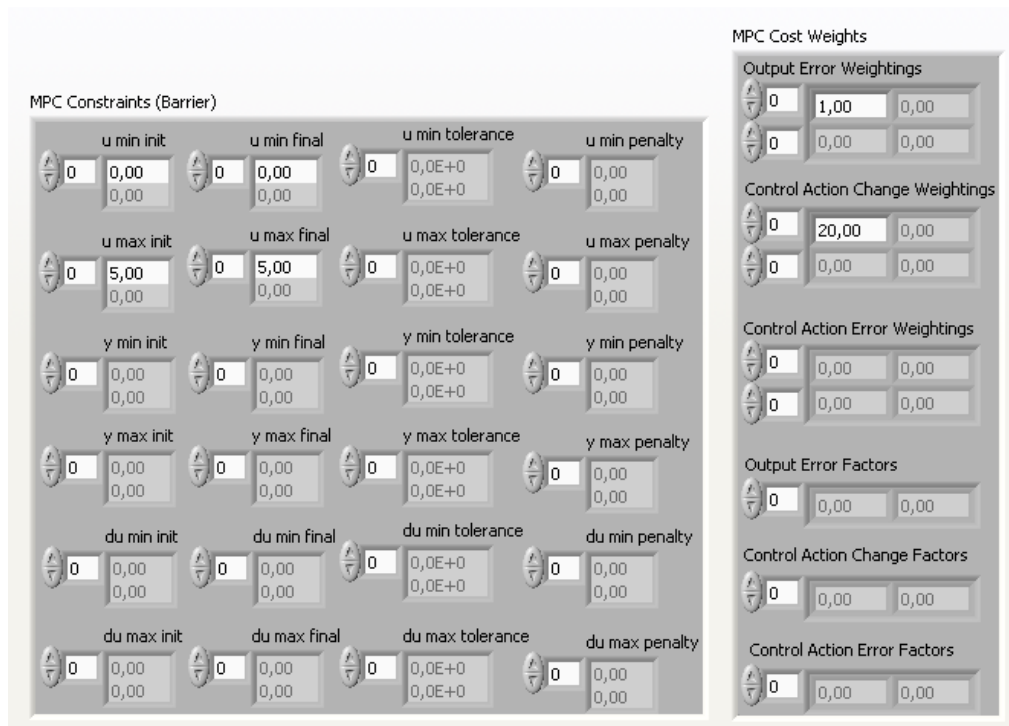 MPC Cost Weights
Output Error Weightings
0 1,00 0,00
0 0,00 0,00
Control Action Change Weightings
0 20,00 0,00
0 0,00 0,00
Control Action Error Weightings
0 0,00 0,00
0 0,00 0,00
Output Error Factors
0 0,00 0,00
Control Action Change Factors
0 0,00 0,00
Control Action Error Factors
0 0,00 0,00
MPC Constraints (Barrier)
u min init u min final u min tolerance u min penalty
0 0,00 0 0,00 0 0,0E+0 0 0,00
0,00 0,00 0,0E+0 0,00
u max init u max final u max tolerance u max penalty
0 5,00 0 5,00 0 0,0E+0 0 0,00
0,00 0,00 0,0E+0 0,00
y min init y min final y min tolerance y min penalty
0 0,00 0 0,00 0 0,0E+0 0 0,00
0,00 0,00 0,0E+0 0,00
y max init y max final y max tolerance y max penalty
0 0,00 0 0,00 0 0,0E+0 0 0,00
0,00 0,00 0,0E+0 0,00
du min init du min final du min tolerance du min penalty
0 0,00 0 0,00 0 0,0E+0 0 0,00
0,00 0,00 0,0E+0 0,00
du max init du max final du max tolerance du max penalty
0 0,00 0 0,00 0 0,0E+0 0 0,00
0,00 0,00 0,0E+0 0,00